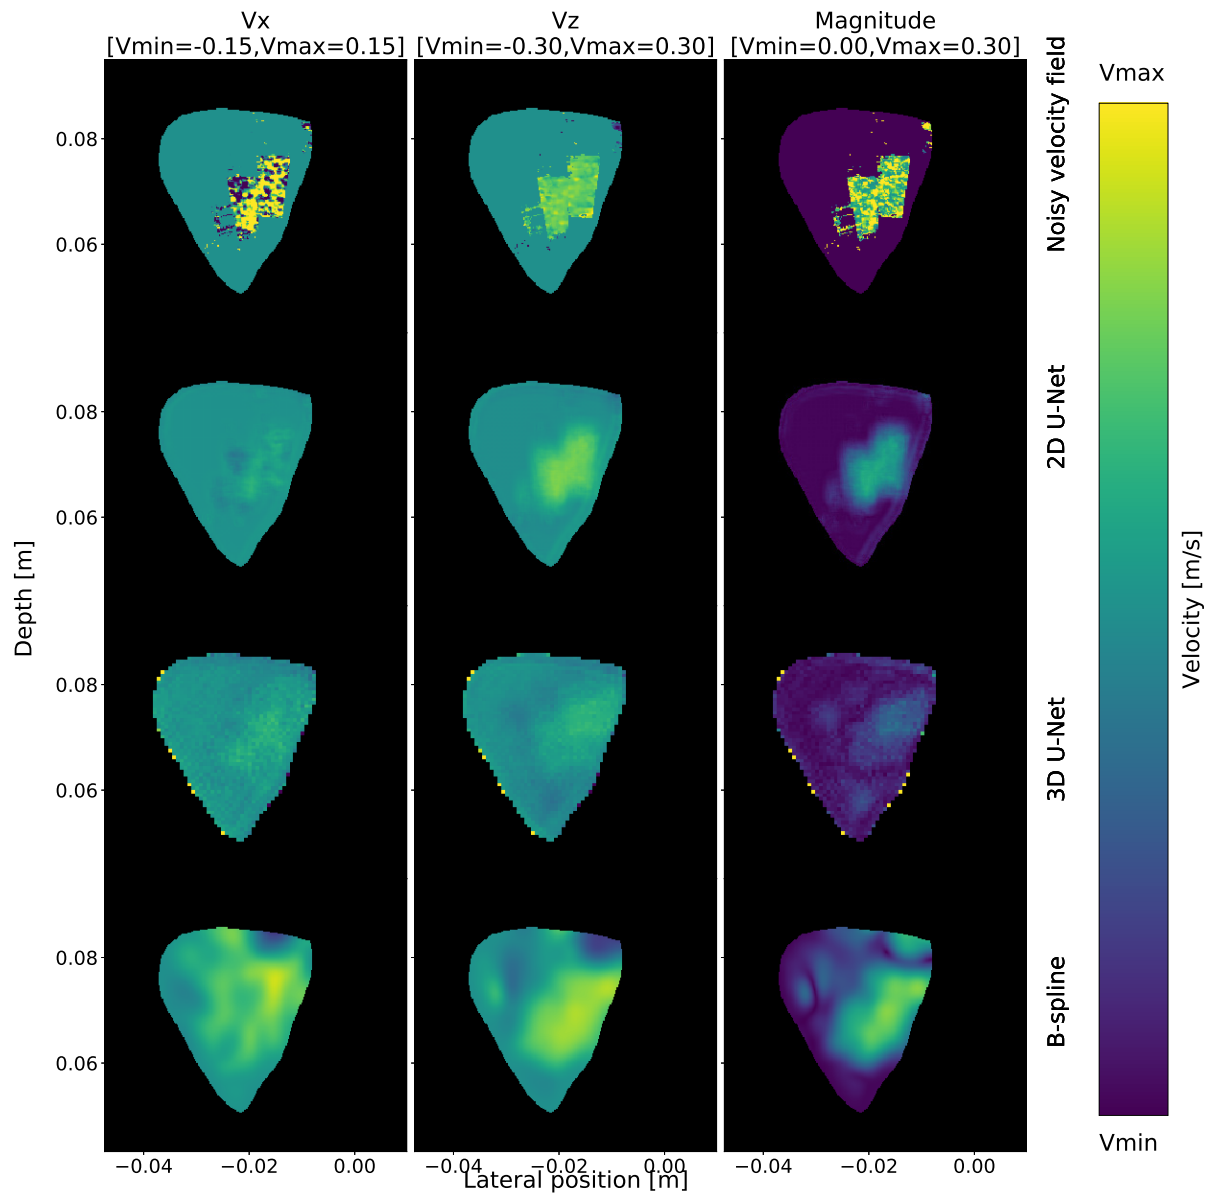 Vx
[Vmin=-0.15,Vmax=0.15]
Vz
[Vmin=-0.30,Vmax=0.30]
Magnitude
[Vmin=0.00,Vmax=0.30]
Vmax
Noisy velocity field
0.08
0.06
2D U-Net
0.08
0.06
Depth [m]
Velocity [m/s]
3D U-Net
0.08
0.06
B-spline
0.08
0.06
Vmin
−0.04
−0.02
0.00
−0.04
−0.02
0.00
−0.04
−0.02
0.00
Lateral position [m]